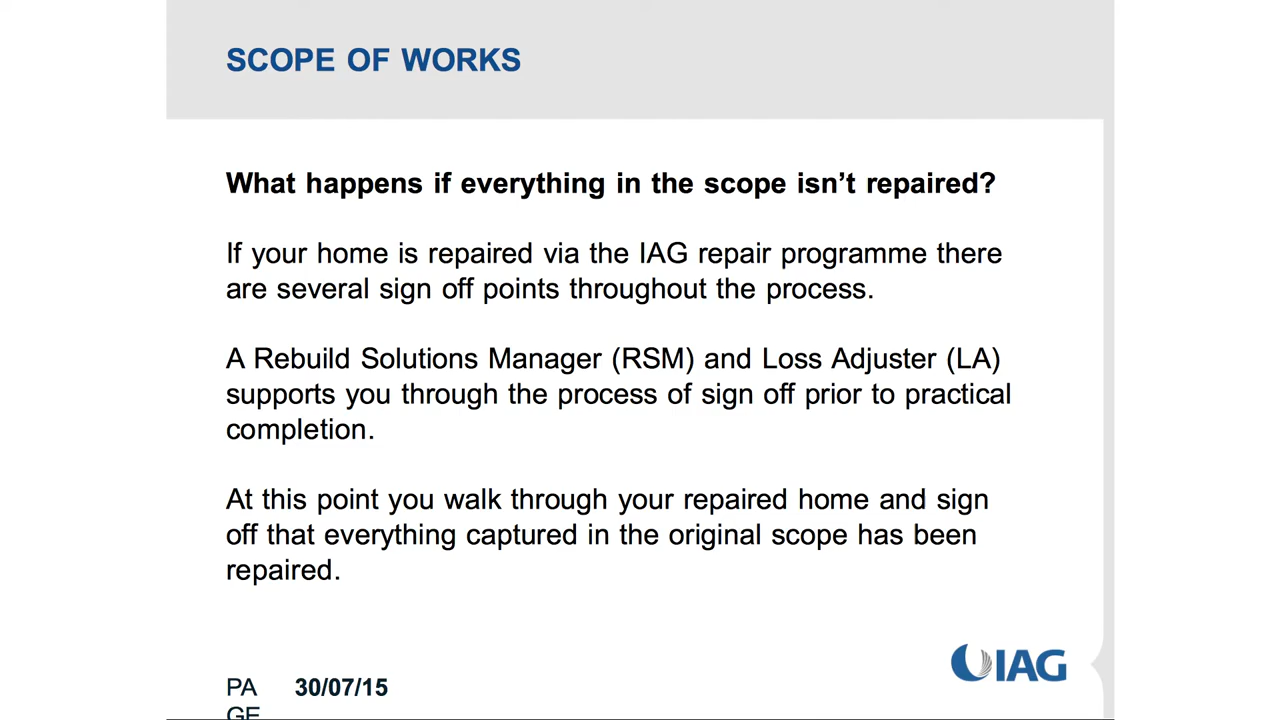 SCOPE OF WORKS
What happens if everything in the scope isn’t repaired?
If your home is repaired via the IAG repair programme there
are several sign off points throughout the process.
A Rebuild Solutions Manager (RSM) and Loss Adjuster (LA)
supports you through the process of sign off prior to practical
completion.
At this point you walk through your repaired home and sign
off that everything captured in the original scope has been
repaired.
IAG
PA 30/07/15
GE